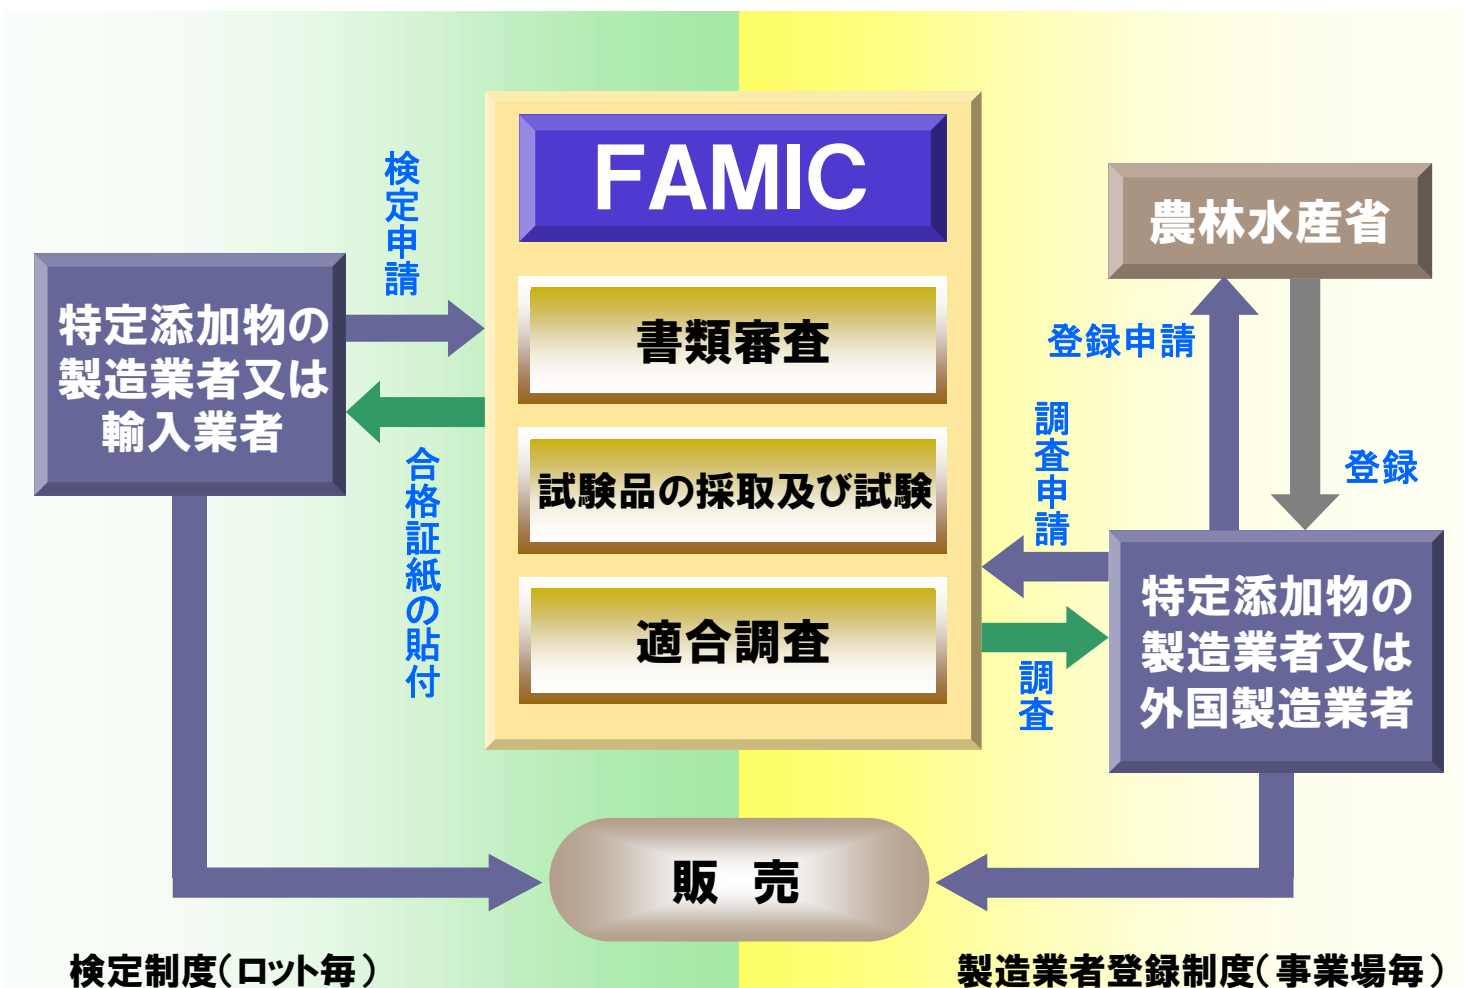 検定申請
特定添加物の
製造業者又は
輸入業者
合格証紙の貼付
FAMIC
書類審査
試験品の採取及び試験
適合調査
農林水産省
登録申請
登録
調査申請
調査
特定添加物の
製造業者又は
外国製造業者
販 売
検定制度（ロット毎）
製造業者登録制度（事業場毎）